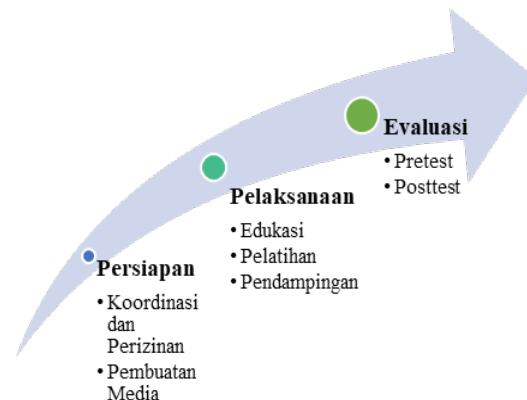 Persiapan
• Koordinasi
dan
Perizinan
• Pembuatan
Media
Pelaksanaan
• Edukasi
• Pelatihan
• Pendampingan
Evaluasi
• Pretest
• Posttest